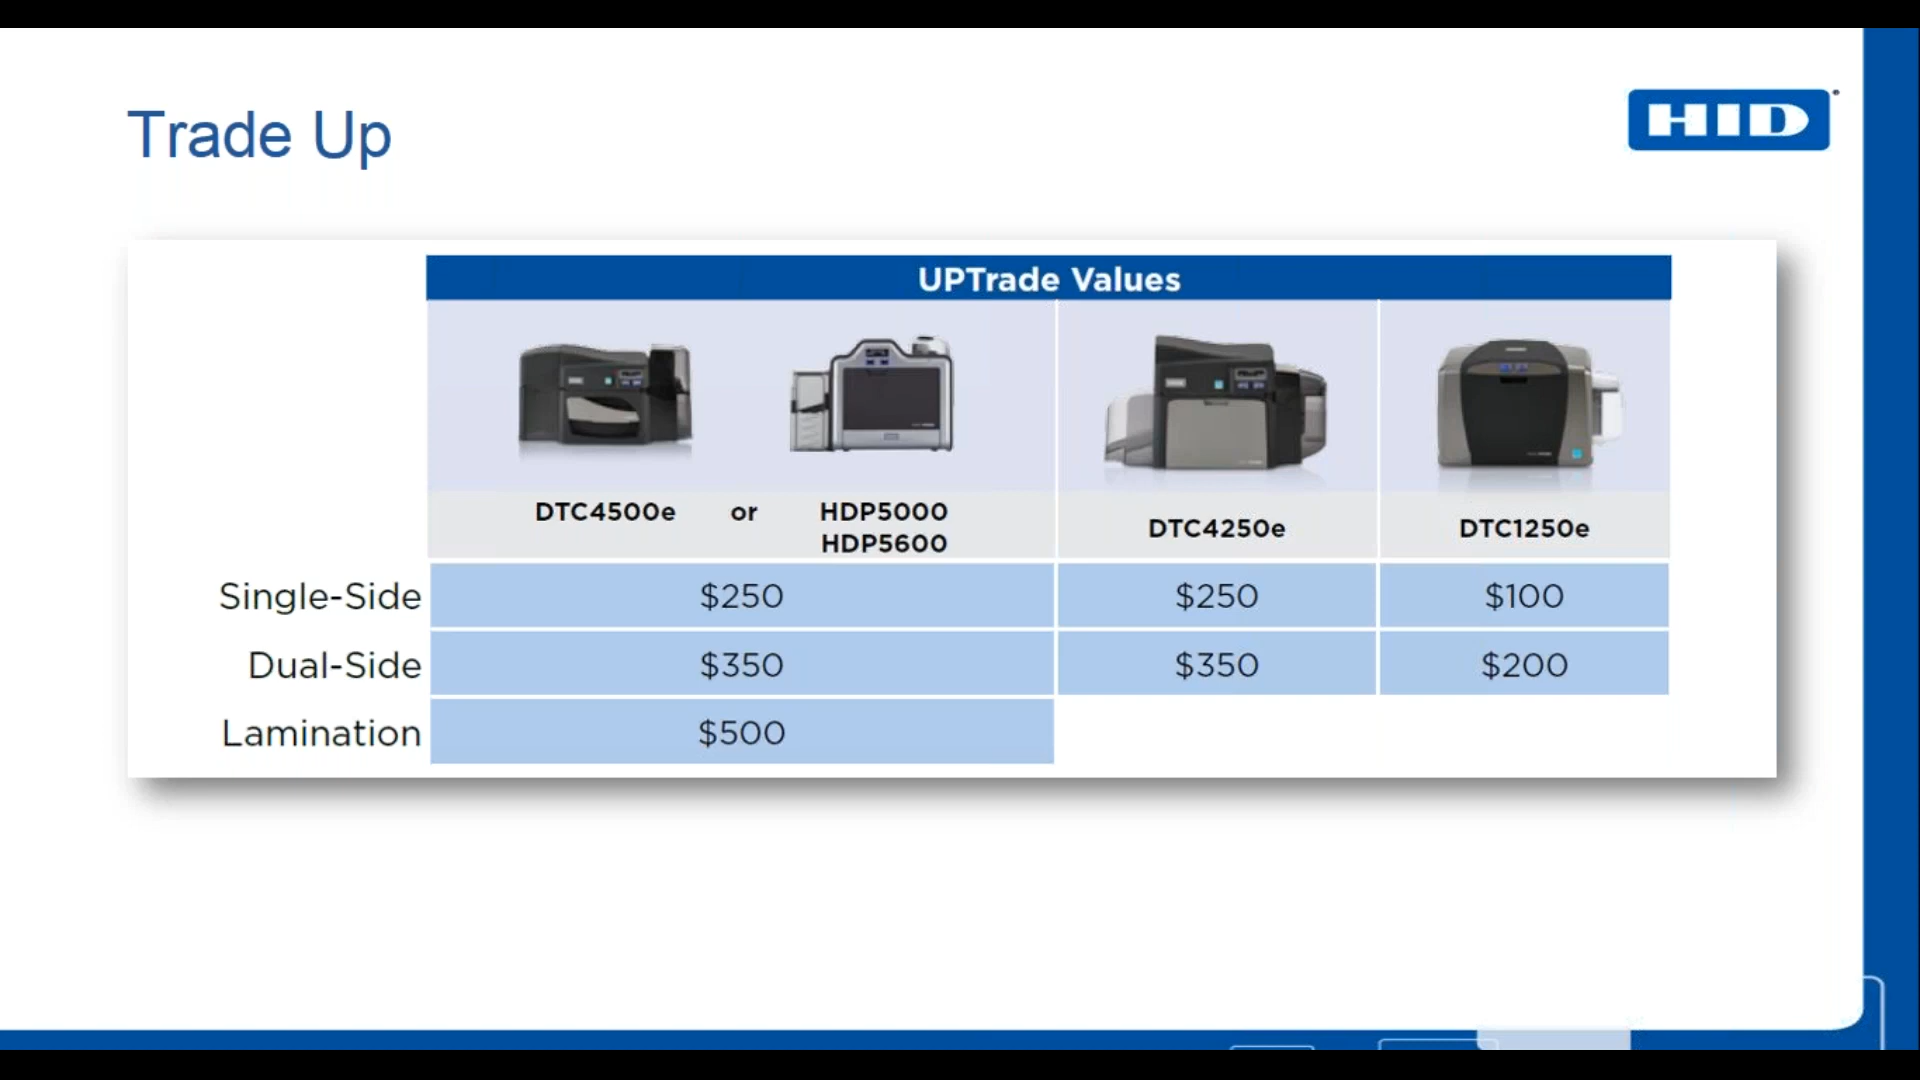 Trade Up
HID
UPTrade Values
DTC4500e or HDP5000
HDP5600
DTC4250e
DTC1250e
Single-Side $250 $250 $100
Dual-Side $350 $350 $200
Lamination $500